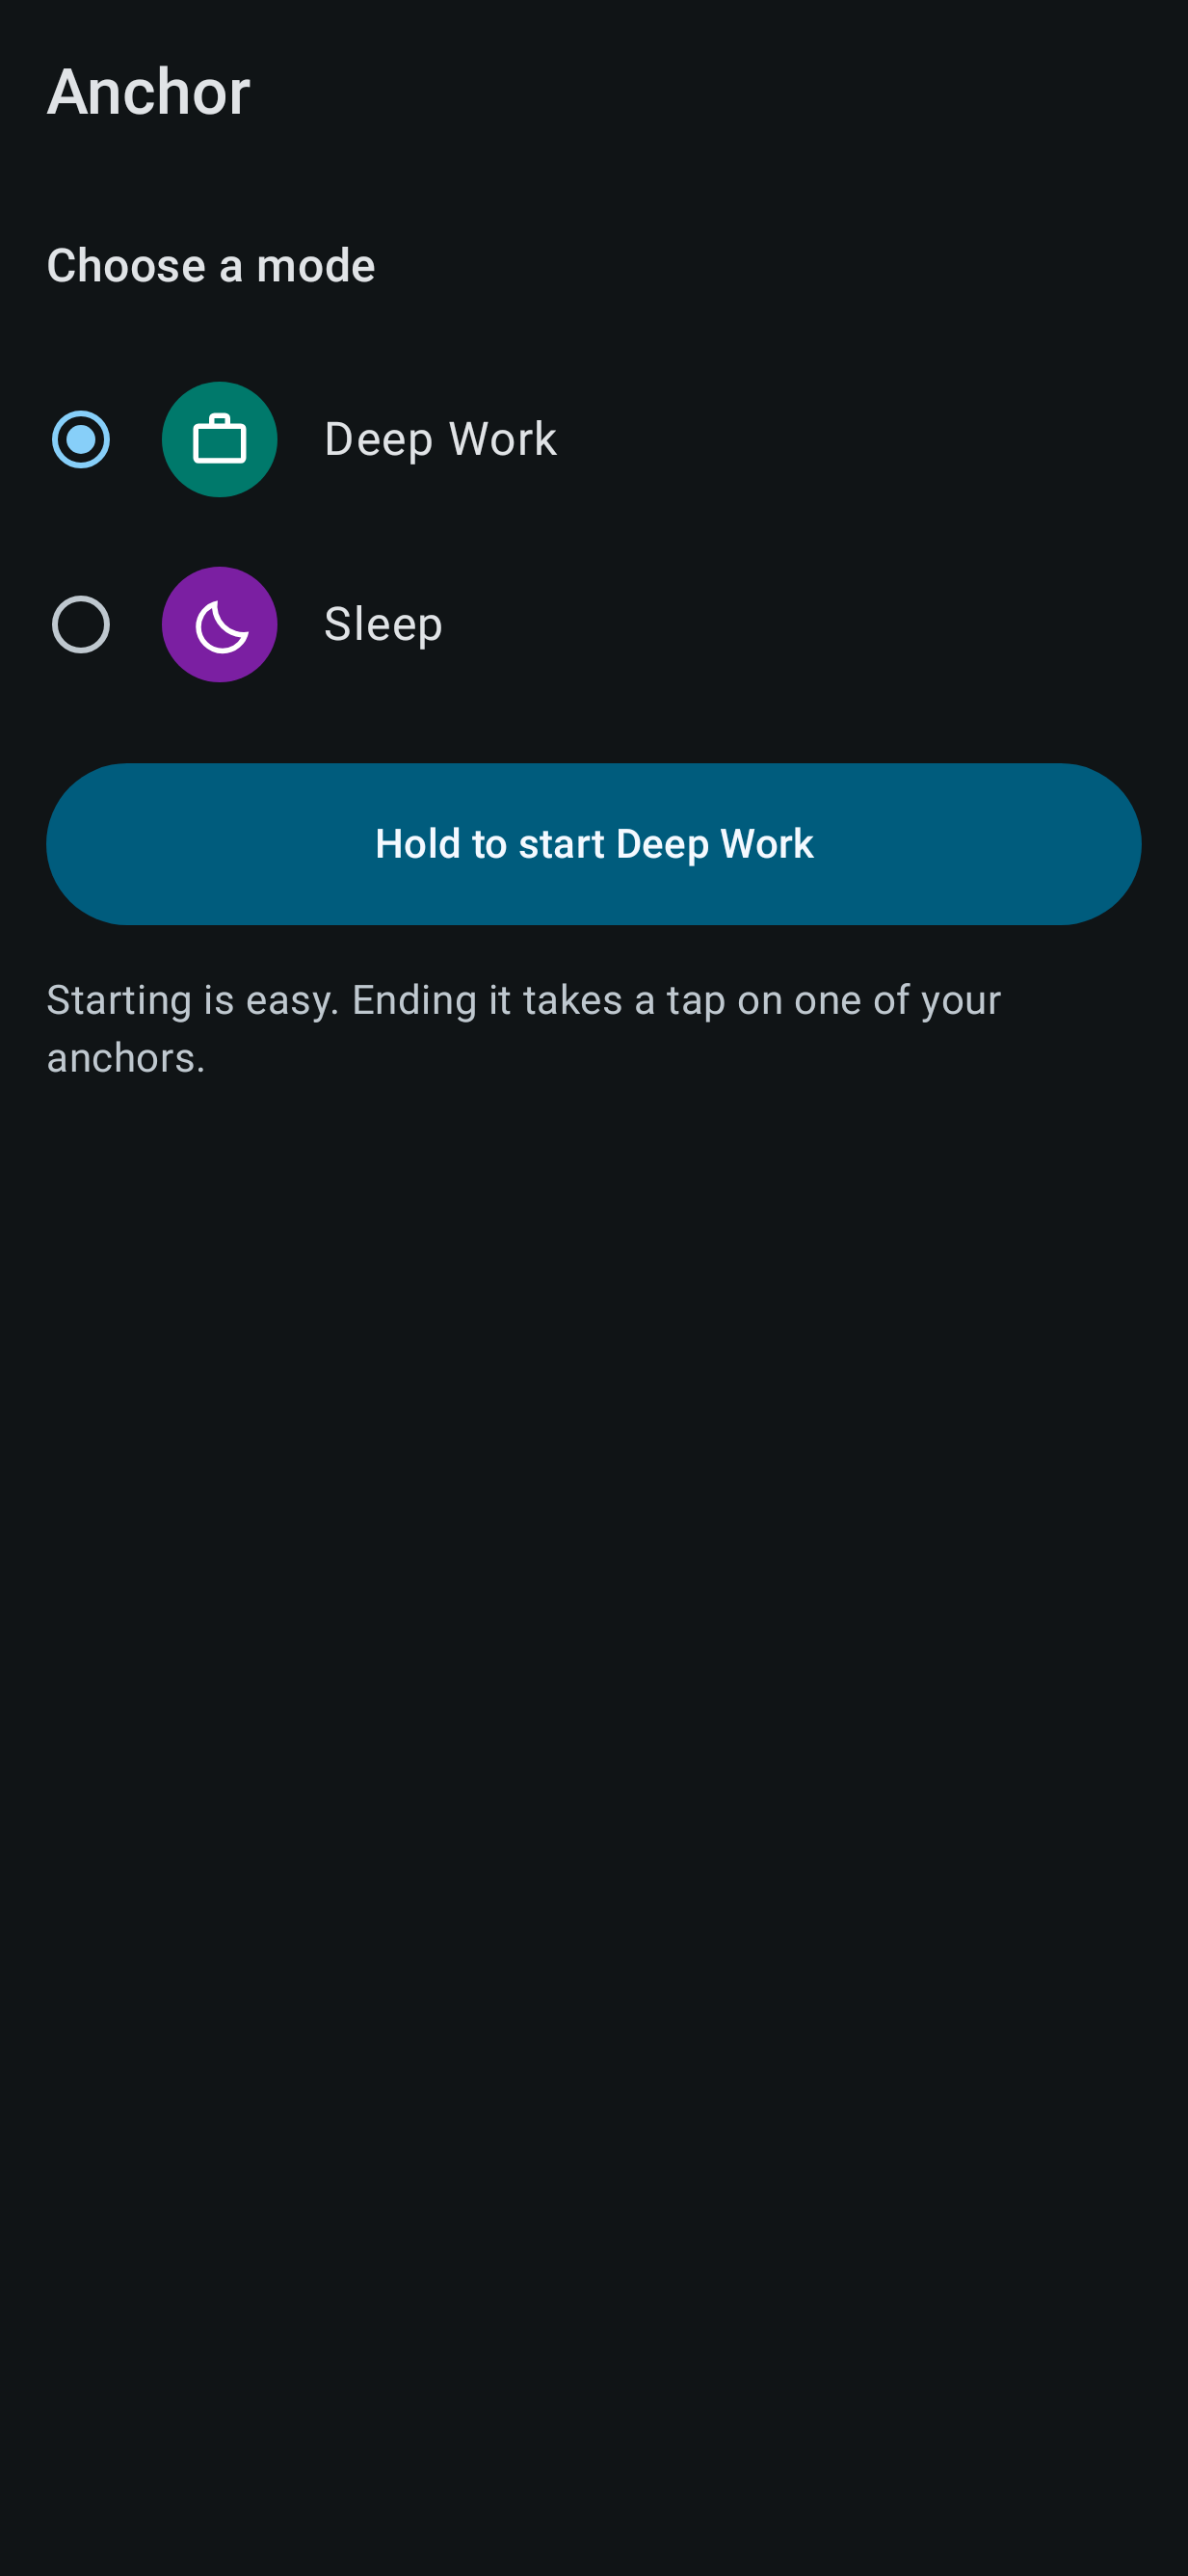 Anchor
Choose a mode
Deep Work
Sleep
Hold to start Deep Work
Starting is easy. Ending it takes a tap on one of your
anchors.